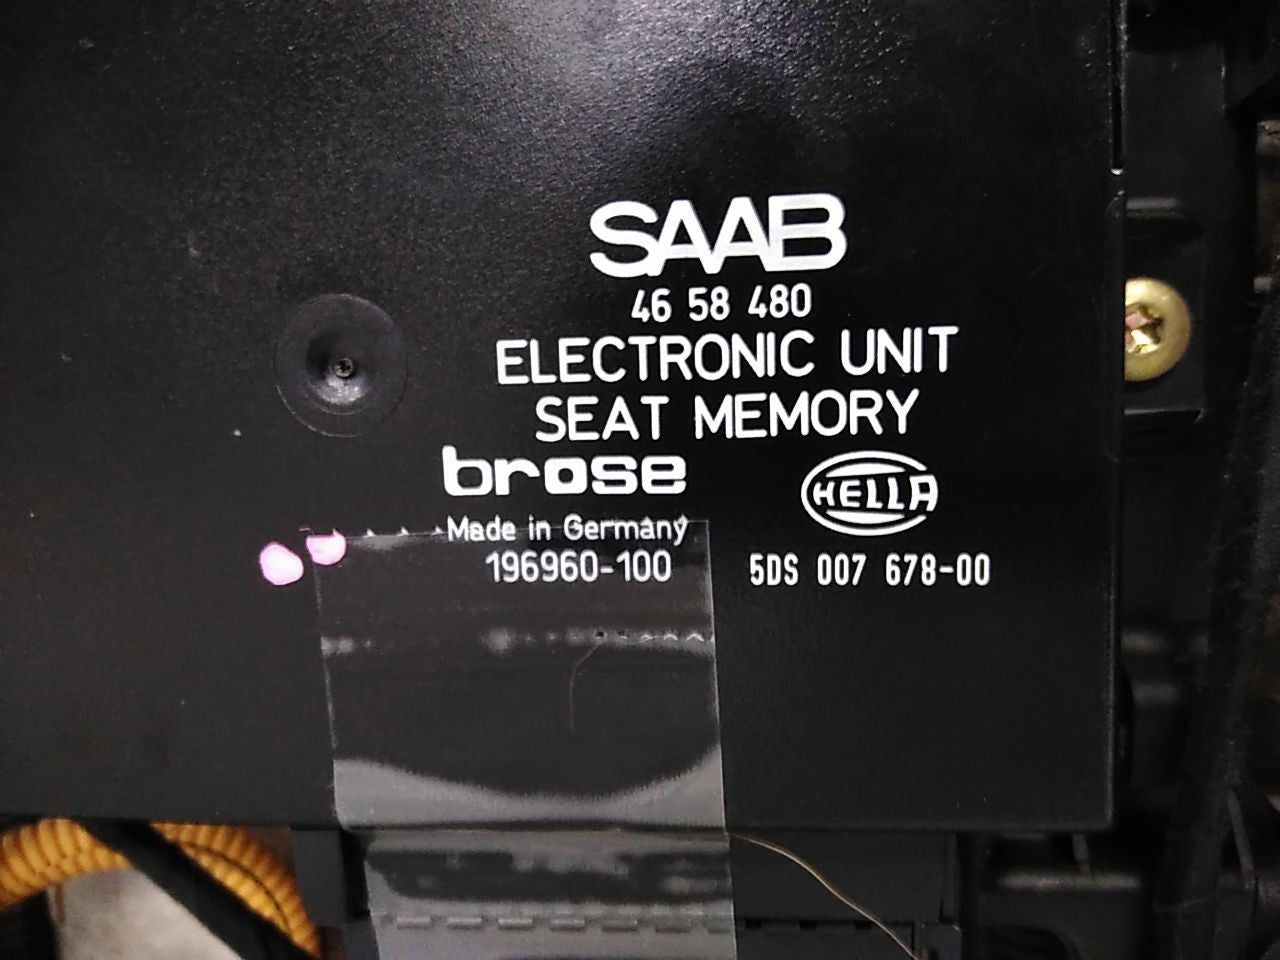 SAAB
46 58 480
ELECTRONIC UNIT
SEAT MEMORY
brose
HELLA
Made in Germany
196960-100
5DS 007 678-00